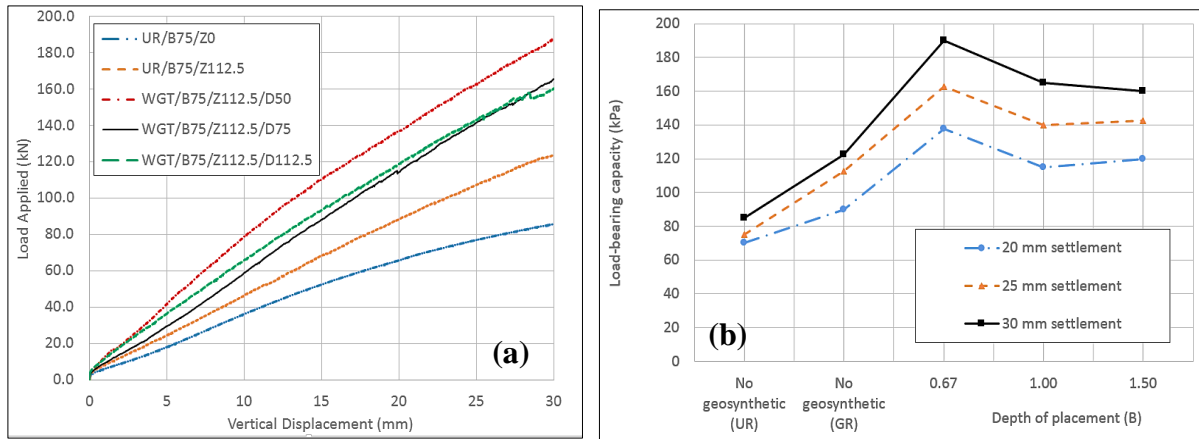 200.0
180.0
160.0
140.0
120.0
100.0
80.0
60.0
40.0
20.0
0.0
Load Applied (kN)
UR/B75/Z0
UR/B75/Z112.5
WGT/B75/Z112.5/D50
WGT/B75/Z112.5/D75
WGT/B75/Z112.5/D112.5
(a)
0 5 10 15 20 25 30
Vertical Displacement (mm)
200
180
160
140
120
100
80
60
40
20
0
Load-bearing capacity (kPa)
20 mm settlement
25 mm settlement
30 mm settlement
(b)
No geosynthetic (UR)
No geosynthetic (GR)
0.67 1.00 1.50
Depth of placement (B)